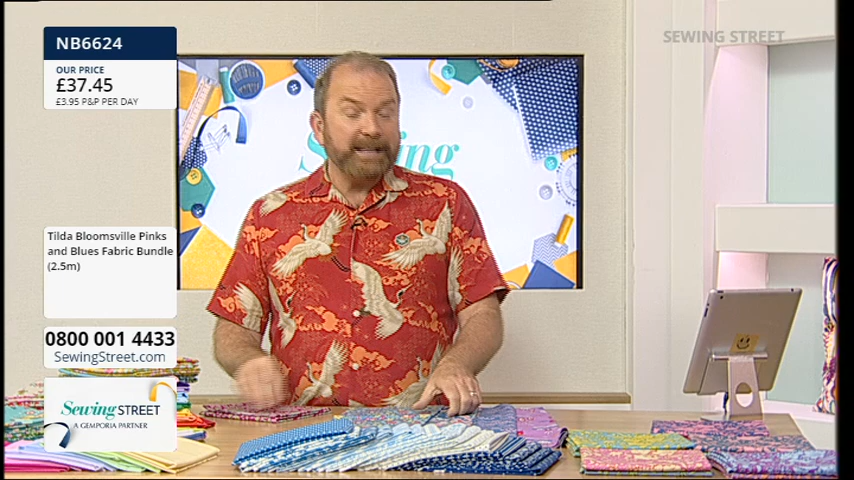 NB6624
OUR PRICE
£37.45
£3.95 P&P PER DAY
SEWING STREET
Sewing
Tilda Bloomsville Pinks
and Blues Fabric Bundle
(2.5m)
0800 001 4433
SewingStreet.com
Sewing STREET
A GEMPORIA PARTNER